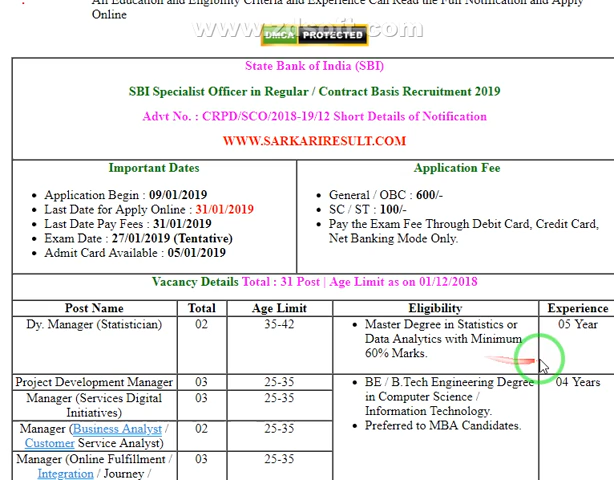 An Education and Eligiblity Criteria and Experience Can Read the Full Notification and Apply
Online
www.zdsoft.com
DMCA PROTECTED
State Bank of India (SBI)
SBI Specialist Officer in Regular / Contract Basis Recruitment 2019
Advt No. : CRPD/SCO/2018-19/12 Short Details of Notification
WWW.SARKARIRESULT.COM
Important Dates
Application Begin : 09/01/2019
Last Date for Apply Online : 31/01/2019
Last Date Pay Fees : 31/01/2019
Exam Date : 27/01/2019 (Tentative)
Admit Card Available : 05/01/2019
Application Fee
General / OBC : 600/-
SC / ST : 100/-
Pay the Exam Fee Through Debit Card, Credit Card,
Net Banking Mode Only.
Vacancy Details Total : 31 Post | Age Limit as on 01/12/2018
Post Name Total Age Limit Eligibility Experience
Dy. Manager (Statistician) 02 35-42
Master Degree in Statistics or
Data Analytics with Minimum
60% Marks.
05 Year
Project Development Manager 03 25-35
Manager (Services Digital
Initiatives) 03 25-35
Manager (Business Analyst /
Customer Service Analyst) 02 25-35
Manager (Online Fulfillment /
Integration / Journey / 03 25-35
BE / B.Tech Engineering Degree
in Computer Science /
Information Technology.
Preferred to MBA Candidates.
04 Years